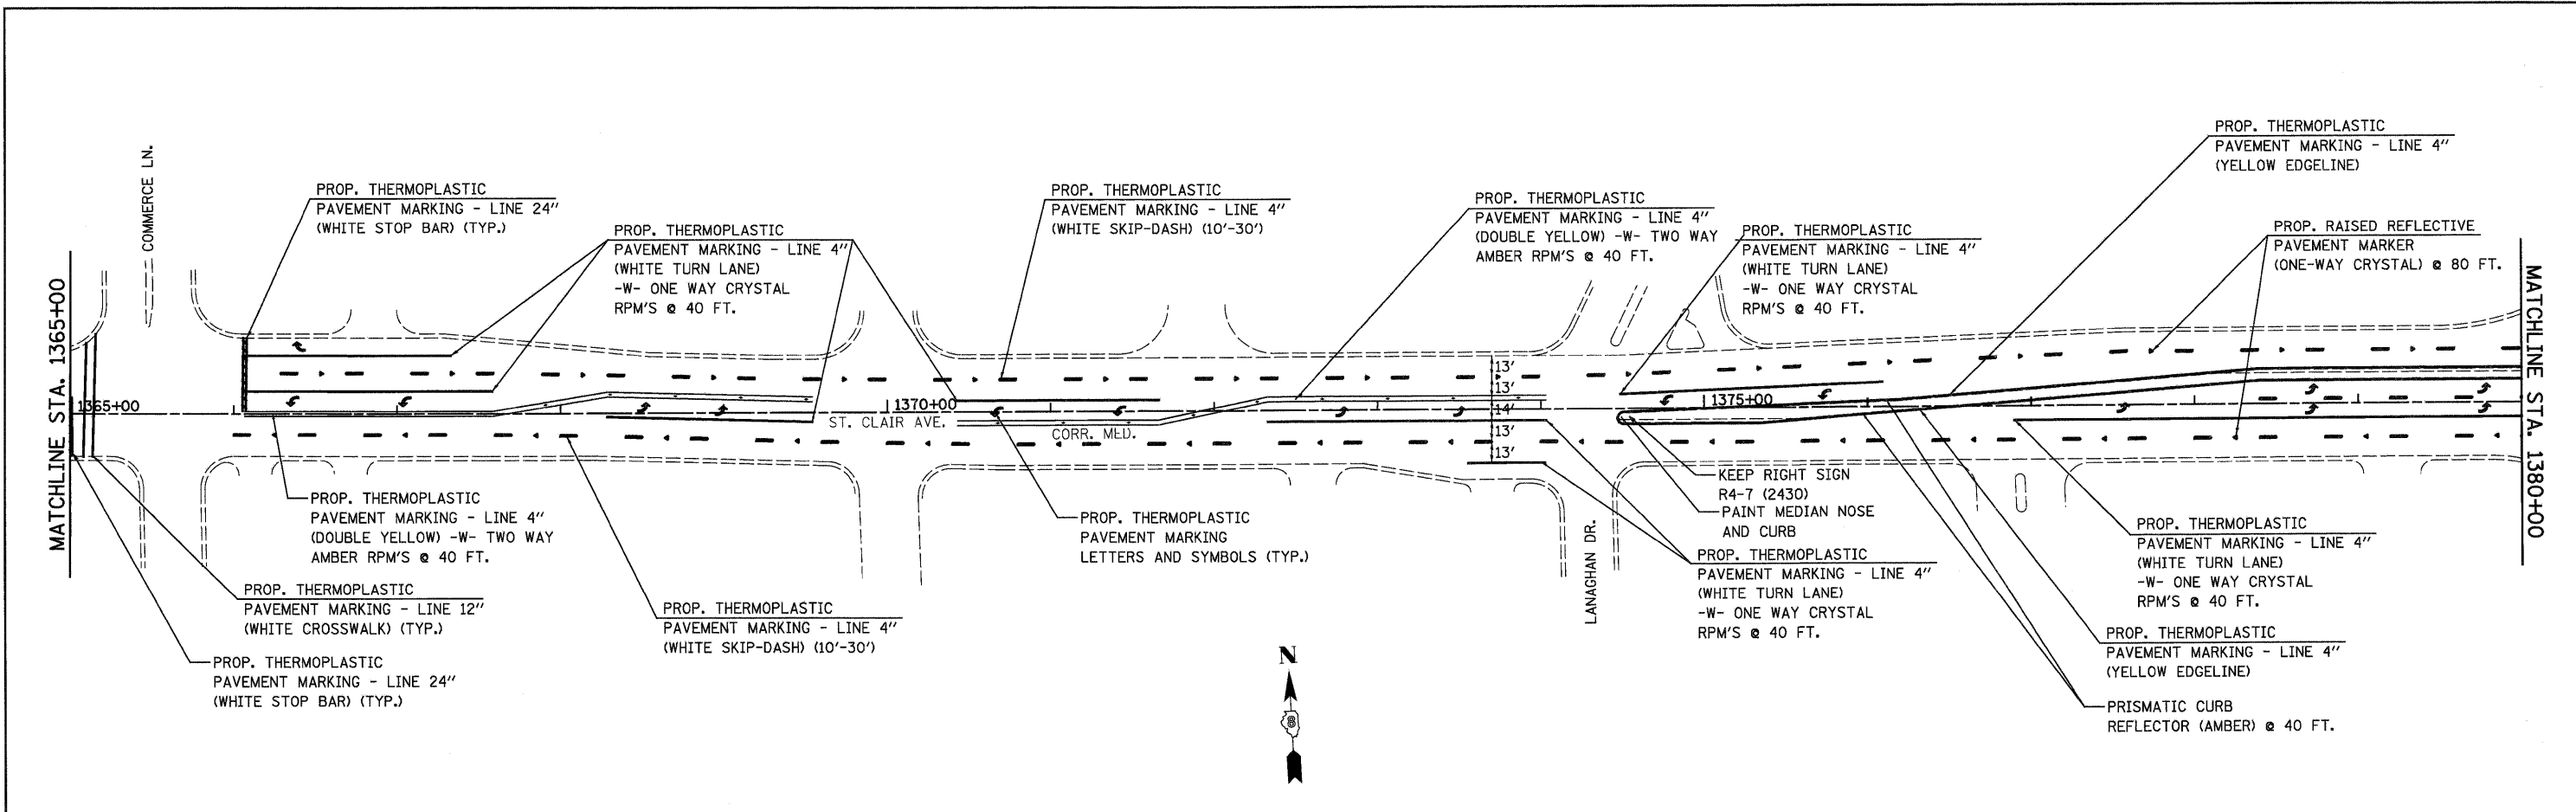 MATCHLINE STA. 1365+00
COMMERCE LN.
PROP. THERMOPLASTIC
PAVEMENT MARKING - LINE 24"
(WHITE STOP BAR) (TYP.)
PROP. THERMOPLASTIC
PAVEMENT MARKING - LINE 4"
(WHITE TURN LANE)
-W- ONE WAY CRYSTAL
RPM'S @ 40 FT.
PROP. THERMOPLASTIC
PAVEMENT MARKING - LINE 4"
(WHITE SKIP-DASH) (10'-30')
PROP. THERMOPLASTIC
PAVEMENT MARKING - LINE 4"
(DOUBLE YELLOW) -W- TWO WAY
AMBER RPM'S @ 40 FT.
PROP. THERMOPLASTIC
PAVEMENT MARKING - LINE 4"
(WHITE TURN LANE)
-W- ONE WAY CRYSTAL
RPM'S @ 40 FT.
PROP. THERMOPLASTIC
PAVEMENT MARKING - LINE 4"
(YELLOW EDGELINE)
PROP. RAISED REFLECTIVE
PAVEMENT MARKER
(ONE-WAY CRYSTAL) @ 80 FT.
MATCHLINE STA. 1380+00
1365+00
1370+00
1375+00
ST. CLAIR AVE.
CORR. MED.
13'
13'
14'
13'
13'
PROP. THERMOPLASTIC
PAVEMENT MARKING - LINE 4"
(DOUBLE YELLOW) -W- TWO WAY
AMBER RPM'S @ 40 FT.
PROP. THERMOPLASTIC
PAVEMENT MARKING - LINE 12"
(WHITE CROSSWALK) (TYP.)
PROP. THERMOPLASTIC
PAVEMENT MARKING - LINE 24"
(WHITE STOP BAR) (TYP.)
PROP. THERMOPLASTIC
PAVEMENT MARKING - LINE 4"
(WHITE SKIP-DASH) (10'-30')
PROP. THERMOPLASTIC
PAVEMENT MARKING
LETTERS AND SYMBOLS (TYP.)
LANAGHAN DR.
KEEP RIGHT SIGN
R4-7 (2430)
PAINT MEDIAN NOSE
AND CURB
PROP. THERMOPLASTIC
PAVEMENT MARKING - LINE 4"
(WHITE TURN LANE)
-W- ONE WAY CRYSTAL
RPM'S @ 40 FT.
PROP. THERMOPLASTIC
PAVEMENT MARKING - LINE 4"
(WHITE TURN LANE)
-W- ONE WAY CRYSTAL
RPM'S @ 40 FT.
PROP. THERMOPLASTIC
PAVEMENT MARKING - LINE 4"
(YELLOW EDGELINE)
PRISMATIC CURB
REFLECTOR (AMBER) @ 40 FT.
N
8